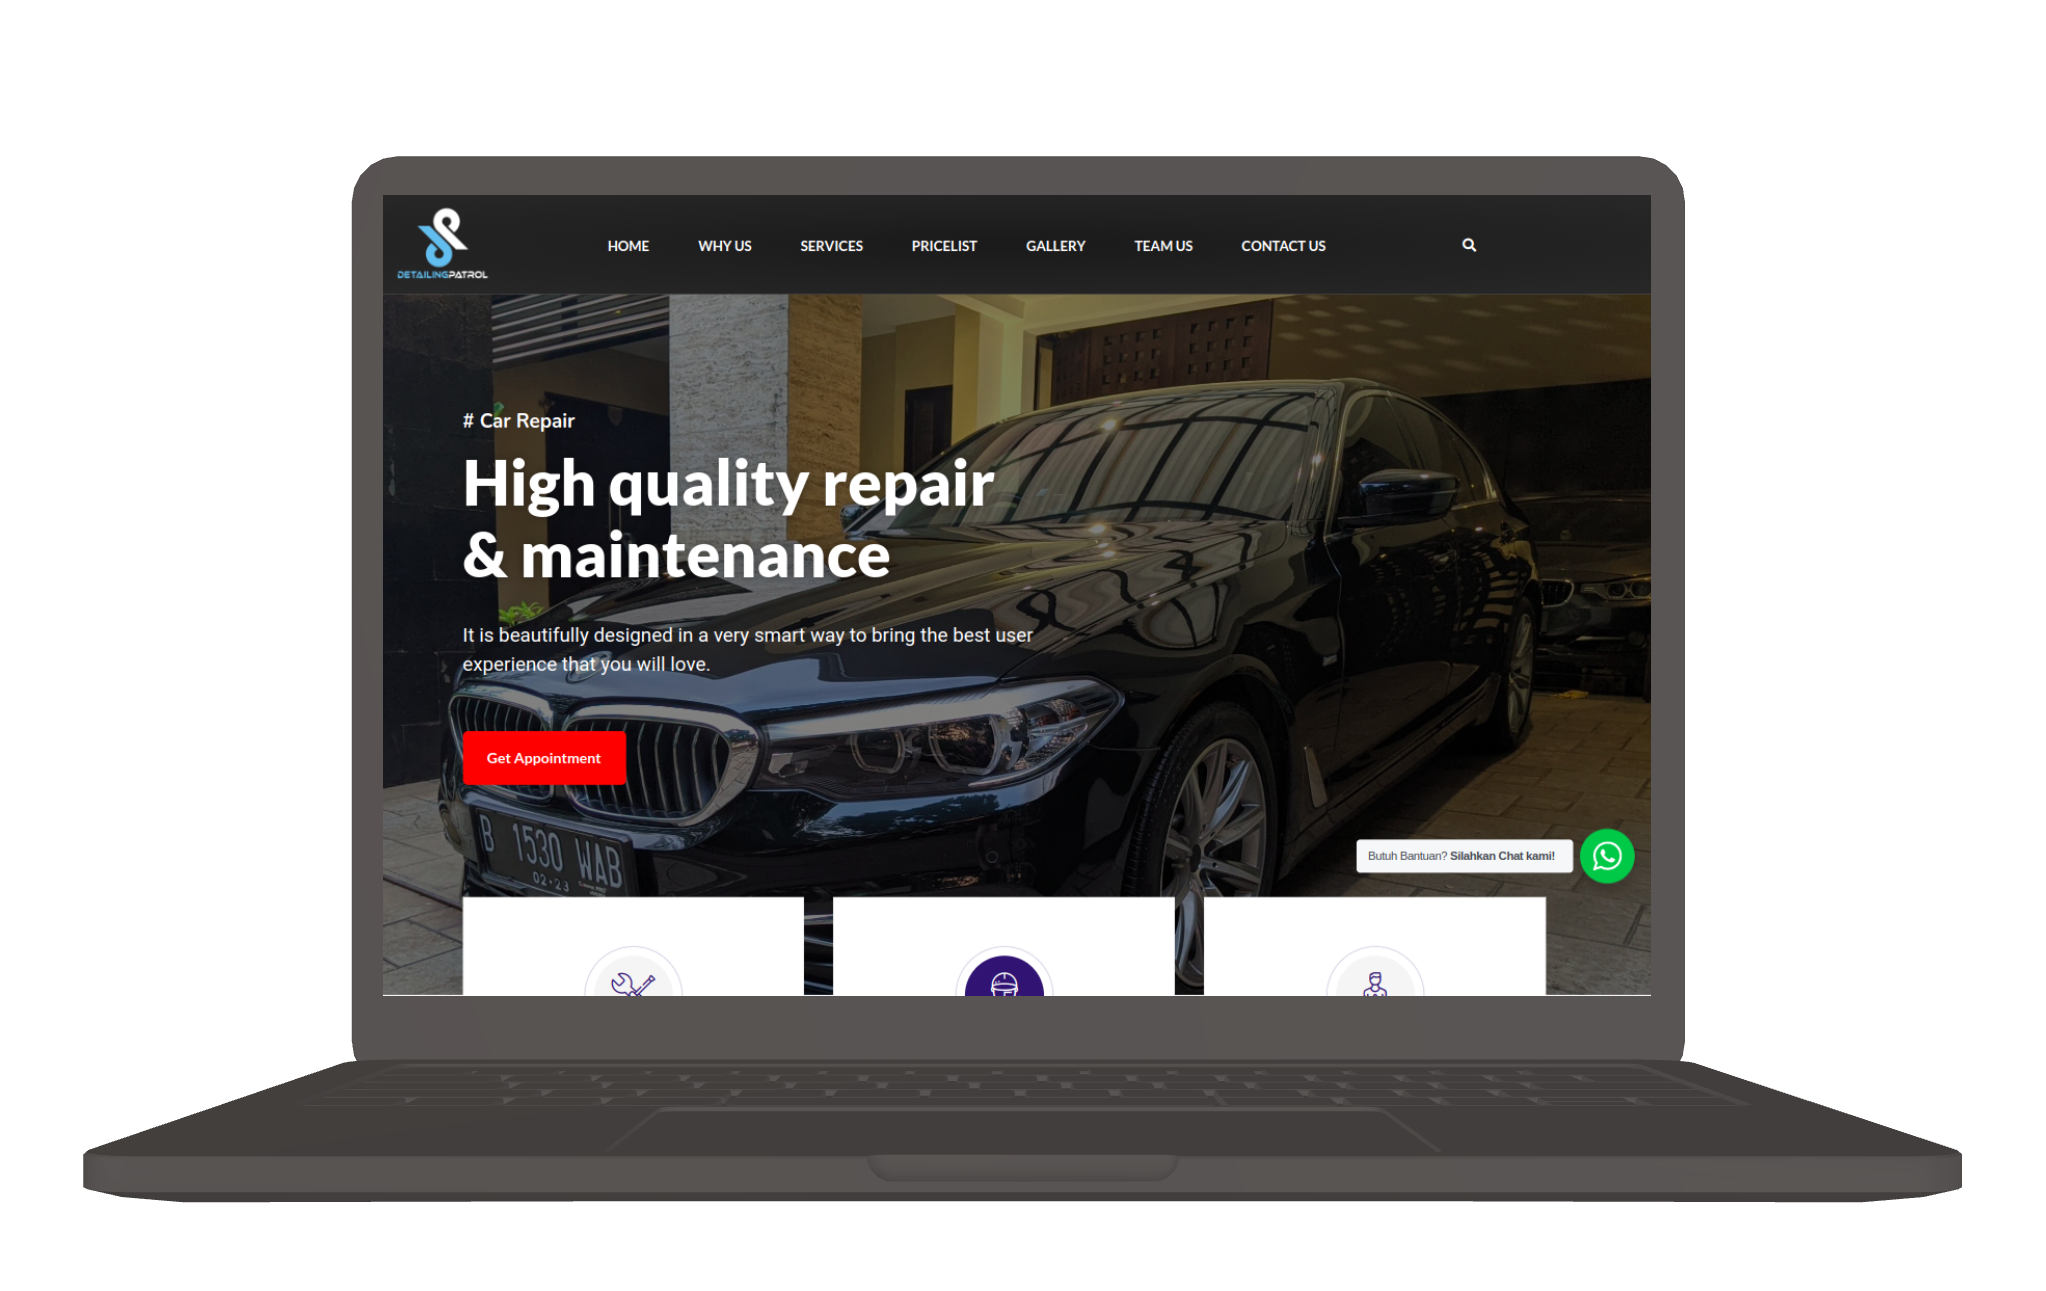 DETAILINGPATROL
HOME WHY US SERVICES PRICELIST GALLERY TEAM US CONTACT US
# Car Repair
High quality repair
& maintenance
It is beautifully designed in a very smart way to bring the best user
experience that you will love.
Get Appointment
B 1530 WAB
02·23
Butuh Bantuan? Silahkan Chat kami!